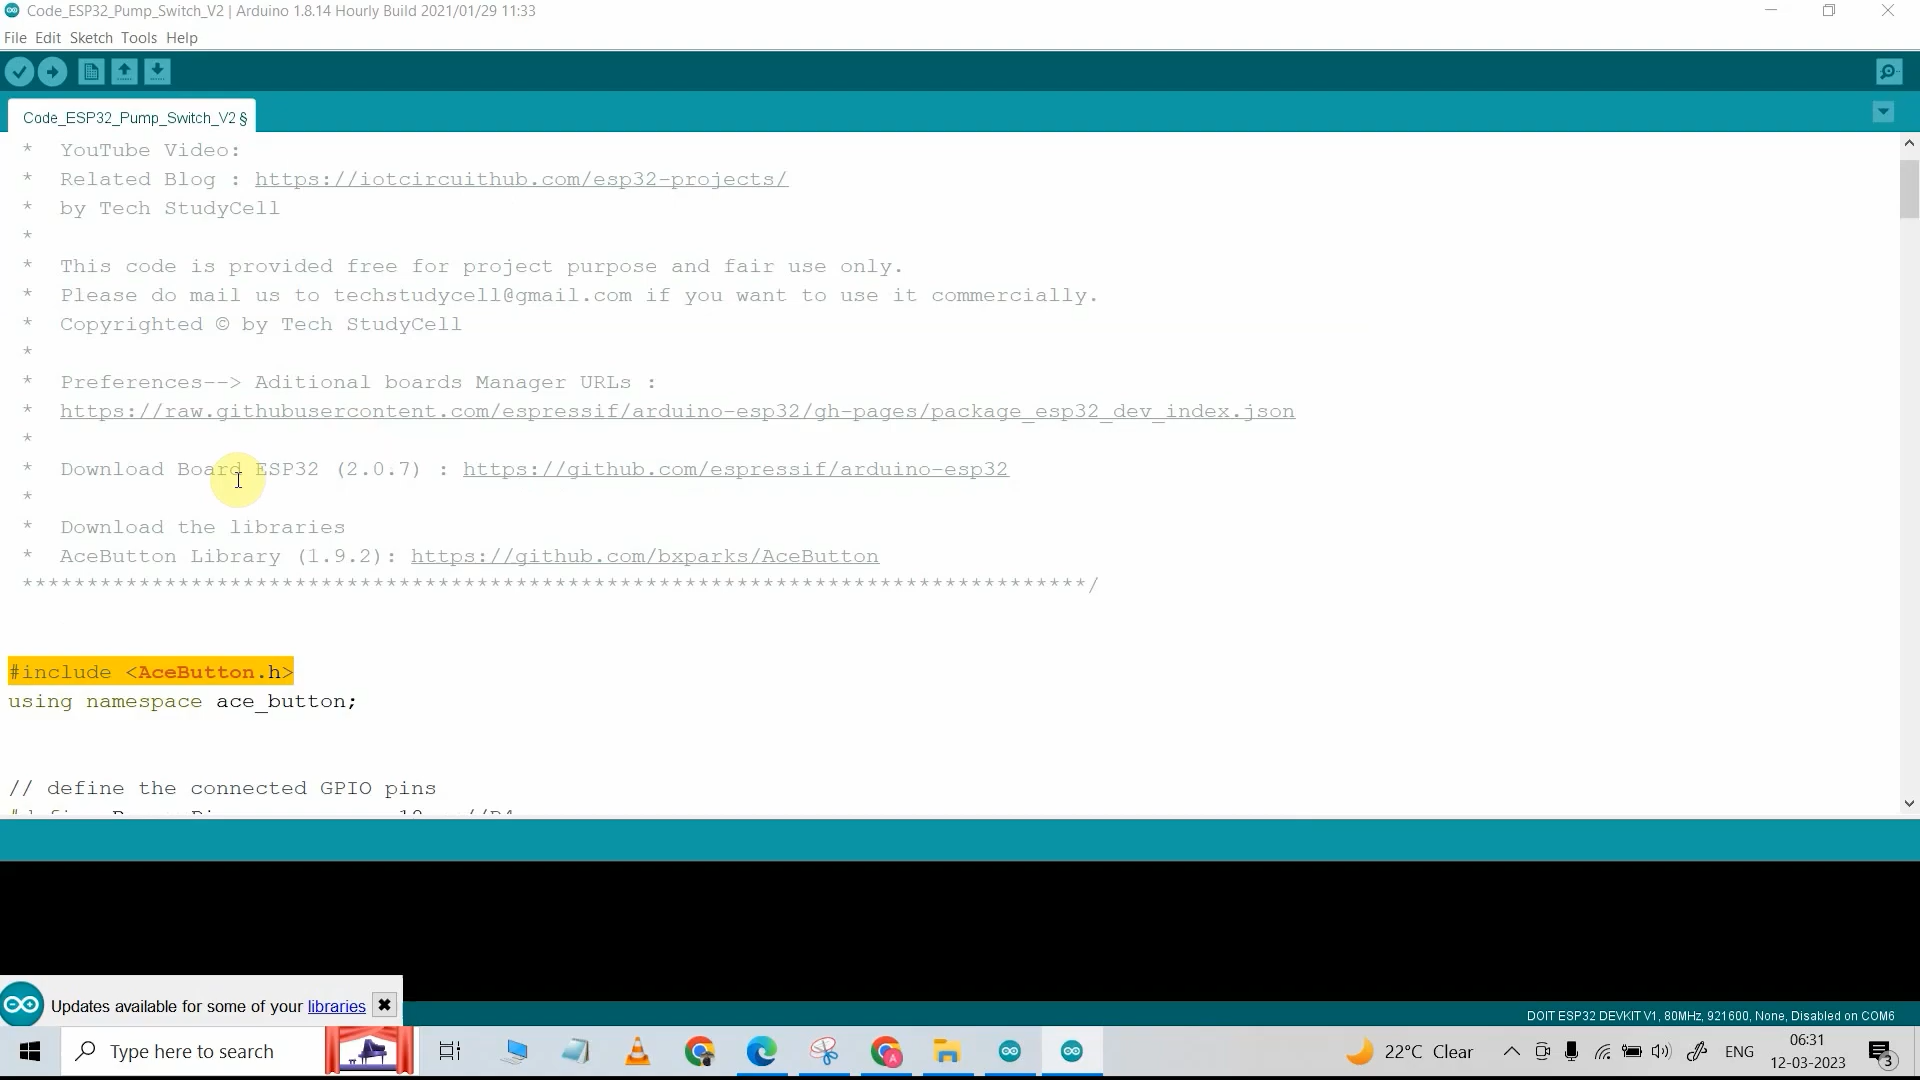 Code_ESP32_Pump_Switch_V2 | Arduino 1.8.14 Hourly Build 2021/01/29 11:33
File Edit Sketch Tools Help
Code_ESP32_Pump_Switch_V2 §
* YouTube Video:
* Related Blog : https://iotcircuithub.com/esp32-projects/
* by Tech StudyCell
*
* This code is provided free for project purpose and fair use only.
* Please do mail us to techstudycell@gmail.com if you want to use it commercially.
* Copyrighted © by Tech StudyCell
*
* Preferences--> Aditional boards Manager URLs :
* https://raw.githubusercontent.com/espressif/arduino-esp32/gh-pages/package_esp32_dev_index.json
*
* Download Board ESP32 (2.0.7) : https://github.com/espressif/arduino-esp32
*
* Download the libraries
* AceButton Library (1.9.2): https://github.com/bxparks/AceButton
**********************************************************************************/
#include <AceButton.h>
using namespace ace_button;
// define the connected GPIO pins
Updates available for some of your libraries
DOIT ESP32 DEVKIT V1, 80MHz, 921600, None, Disabled on COM6
Type here to search
22°C Clear
ENG
06:31
12-03-2023
3